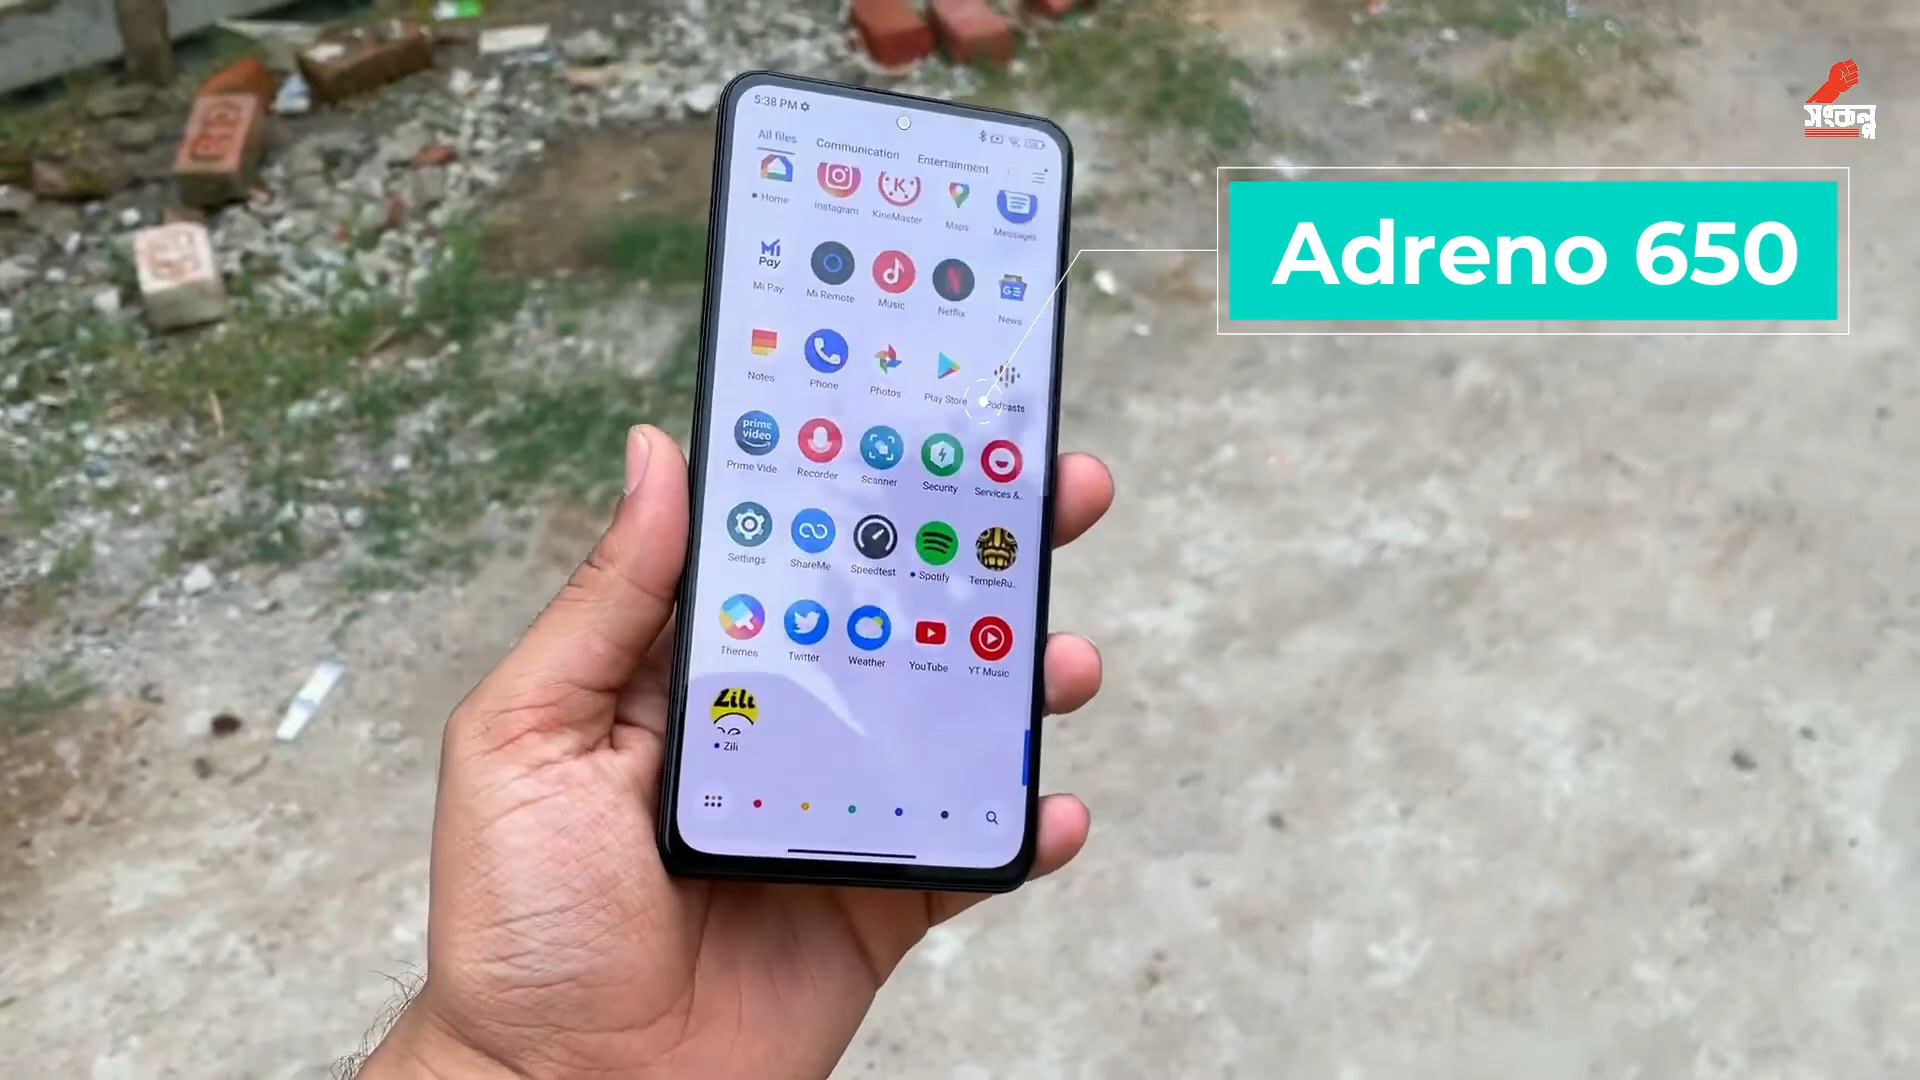 সংকল্প
Adreno 650
5:38 PM
All files
Communication
Entertainment
Home
Instagram
KineMaster
Maps
Messages
Mi Pay
Mi Pay
Mi Remote
Music
Netflix
News
Notes
Phone
Photos
Play Store
Podcasts
prime video
Prime Vide
Recorder
Scanner
Security
Services &..
Settings
ShareMe
Speedtest
Spotify
TempleRu..
Themes
Twitter
Weather
YouTube
YT Music
Zili
Zili